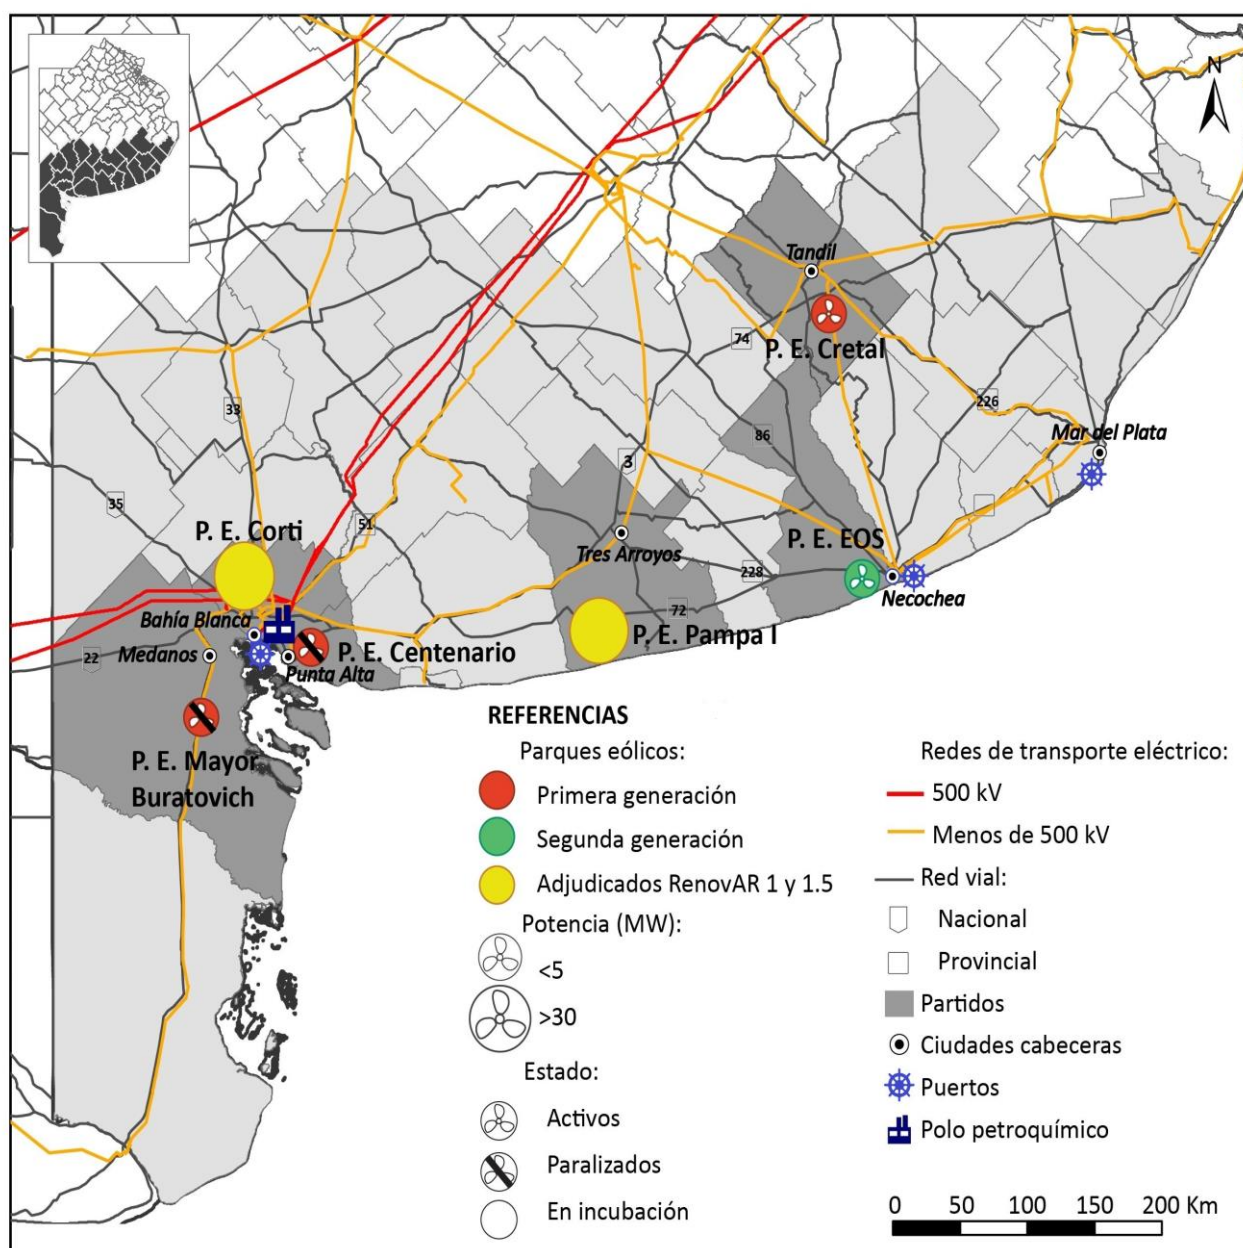 N
Tandil
P. E. Cretal
74
226
33
86
Mar del Plata
3
35
51
P. E. Corti
Tres Arroyos
P. E. EOS
228
Necochea
72
Bahía Blanca
P. E. Pampa I
22
Medanos
P. E. Centenario
Punta Alta
P. E. Mayor
Buratovich
REFERENCIAS
Parques eólicos:
Primera generación
Segunda generación
Adjudicados RenovAR 1 y 1.5
Potencia (MW):
<5
>30
Estado:
Activos
Paralizados
En incubación
Redes de transporte eléctrico:
500 kV
Menos de 500 kV
Red vial:
Nacional
Provincial
Partidos
Ciudades cabeceras
Puertos
Polo petroquímico
0 50 100 150 200 Km